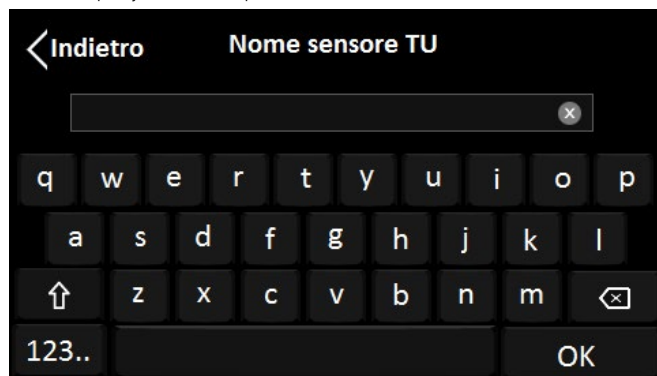 Indietro Nome sensore TU
q w e r t y u i o p
a s d f g h j k l
z x c v b n m
123.. OK